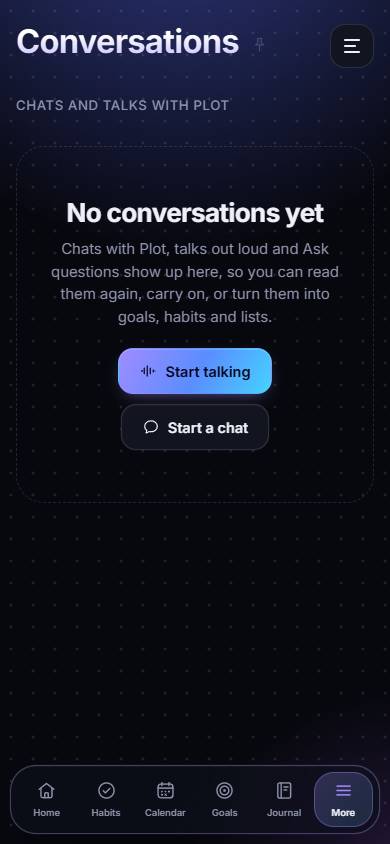 Conversations
CHATS AND TALKS WITH PLOT
No conversations yet
Chats with Plot, talks out loud and Ask
questions show up here, so you can read
them again, carry on, or turn them into
goals, habits and lists.
Start talking
Start a chat
Home Habits Calendar Goals Journal More